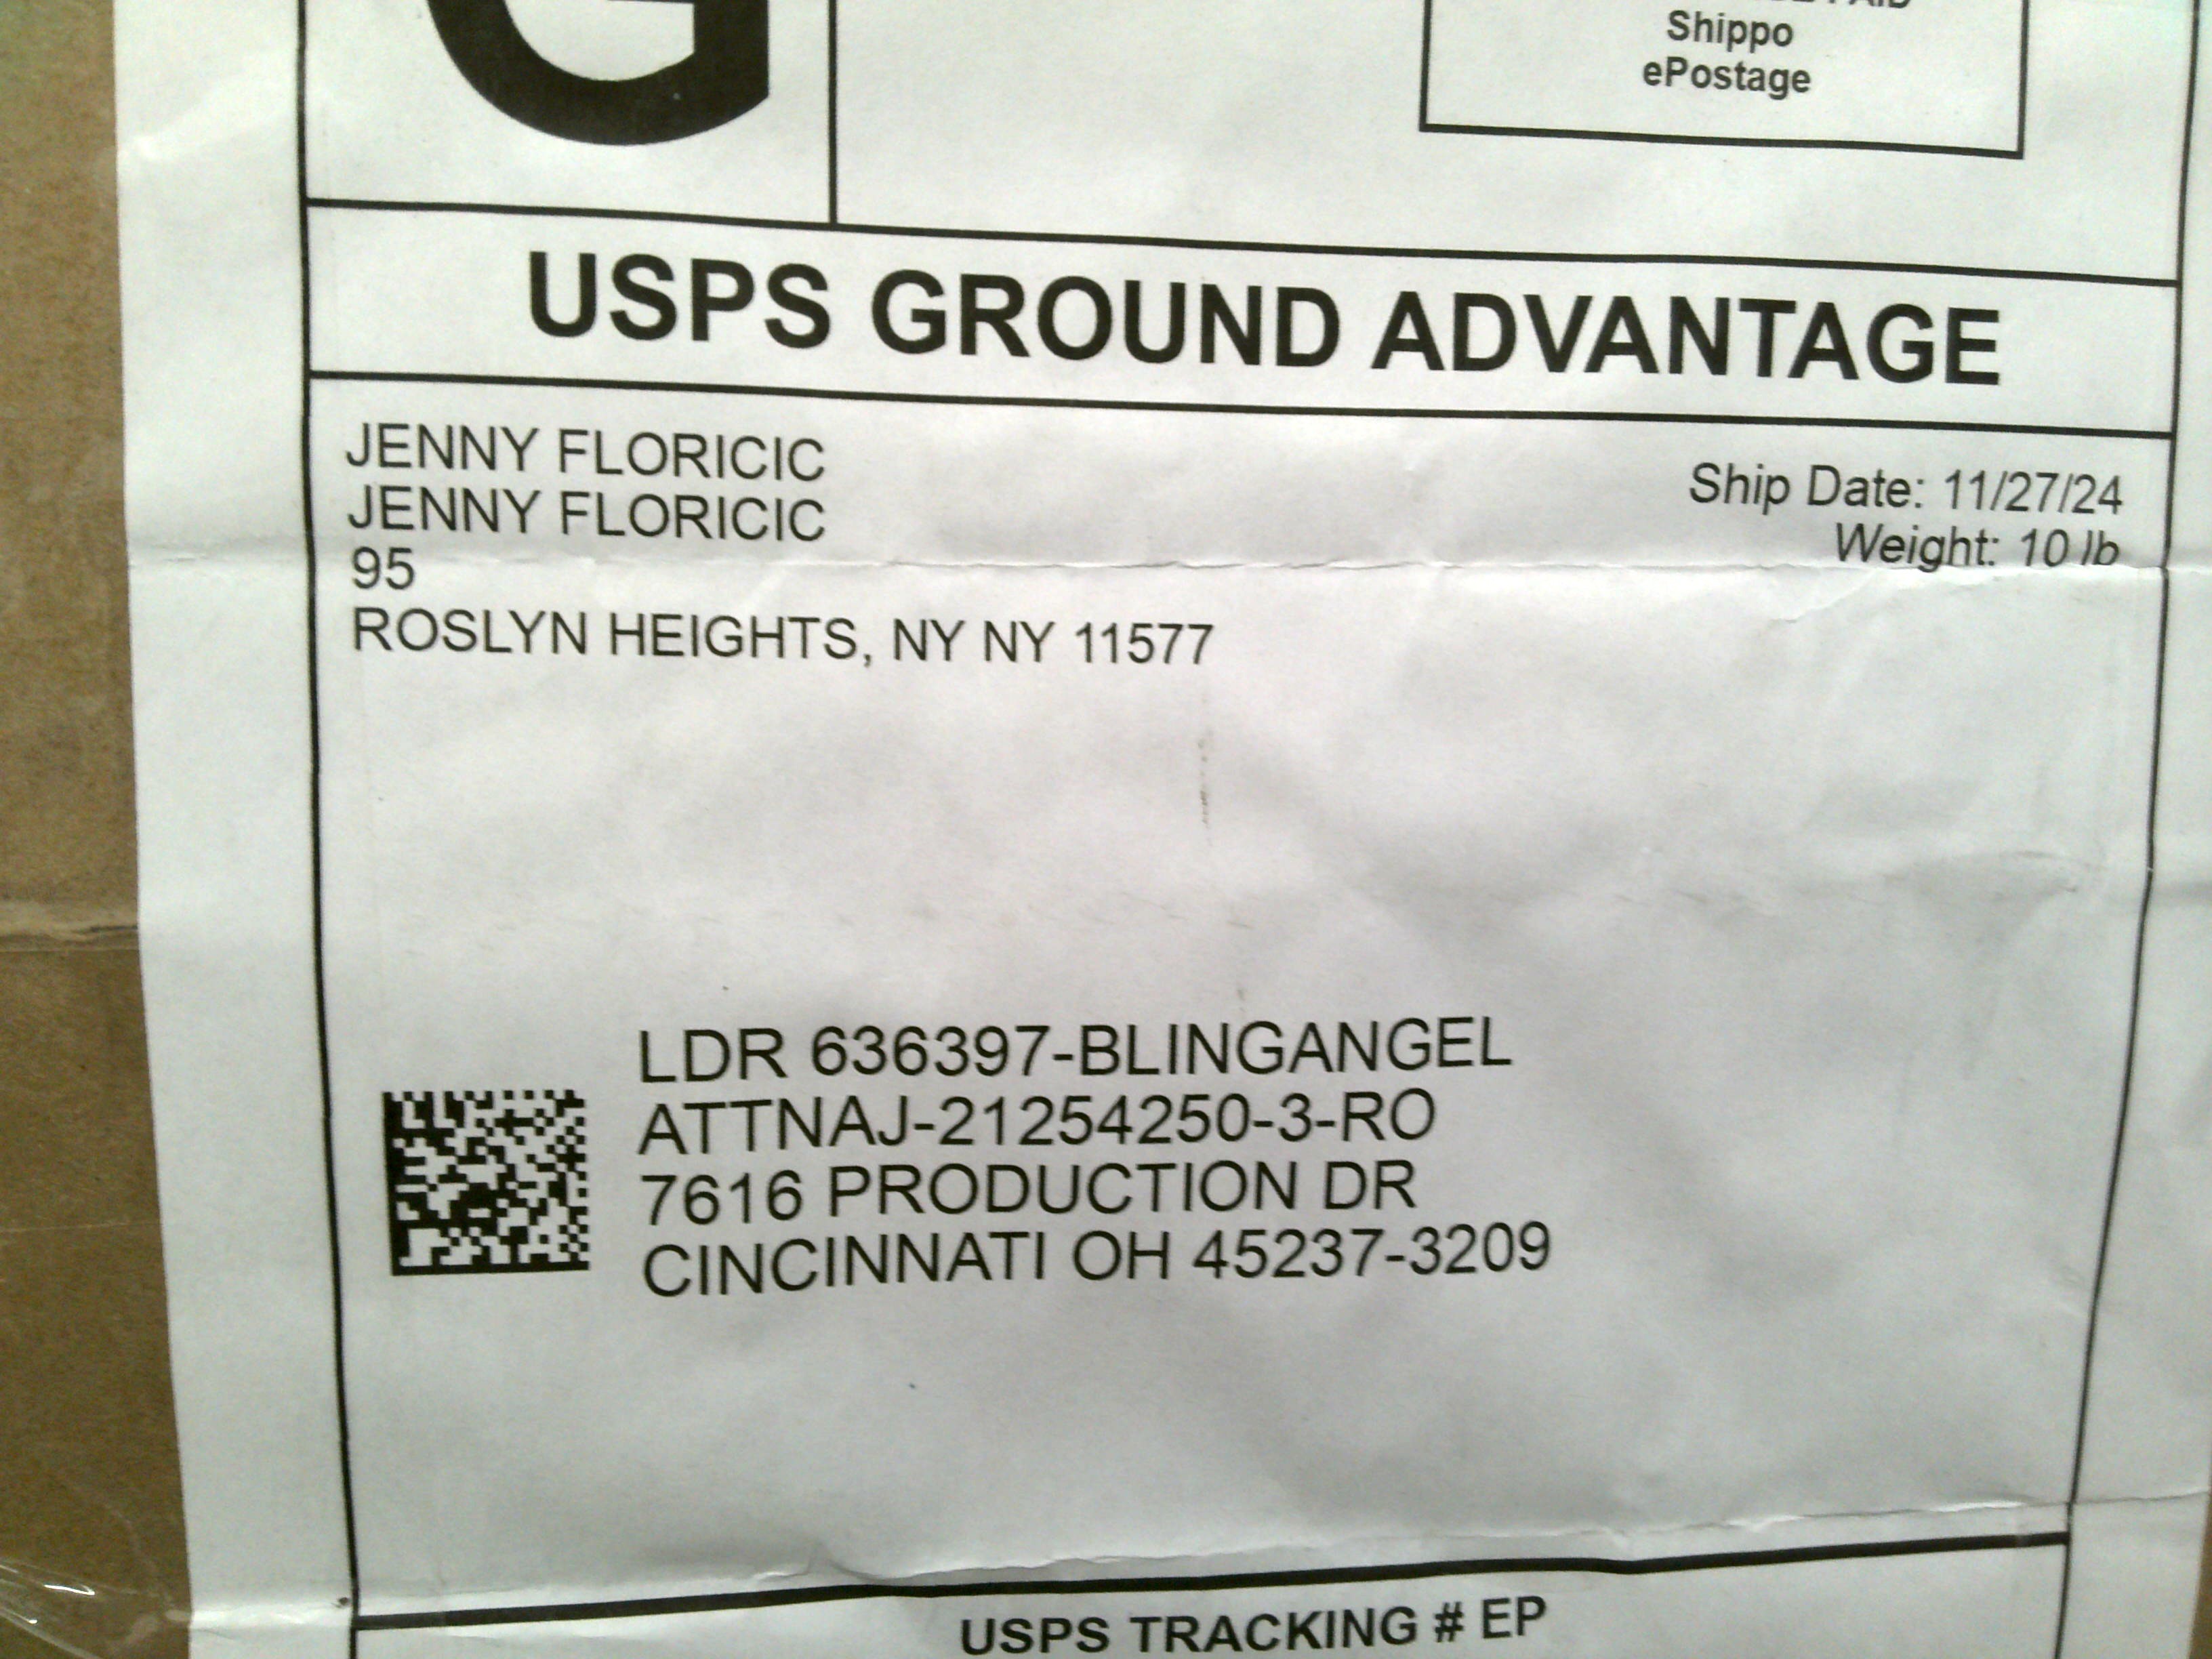 G
PAID
Shippo
ePostage
USPS GROUND ADVANTAGE
JENNY FLORICIC
JENNY FLORICIC
95
ROSLYN HEIGHTS, NY NY 11577
Ship Date: 11/27/24
Weight: 10 lb
LDR 636397-BLINGANGEL
ATTNAJ-21254250-3-RO
7616 PRODUCTION DR
CINCINNATI OH 45237-3209
USPS TRACKING # EP